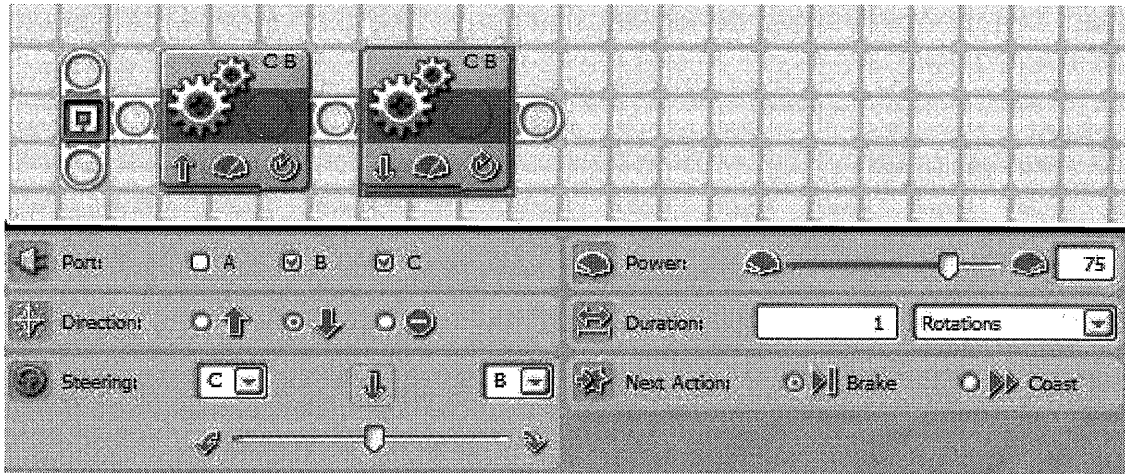 C B
C B
Port: A B C
Power: 75
Direction:
Duration: 1 Rotations
Steering: C B
Next Action: Brake Coast